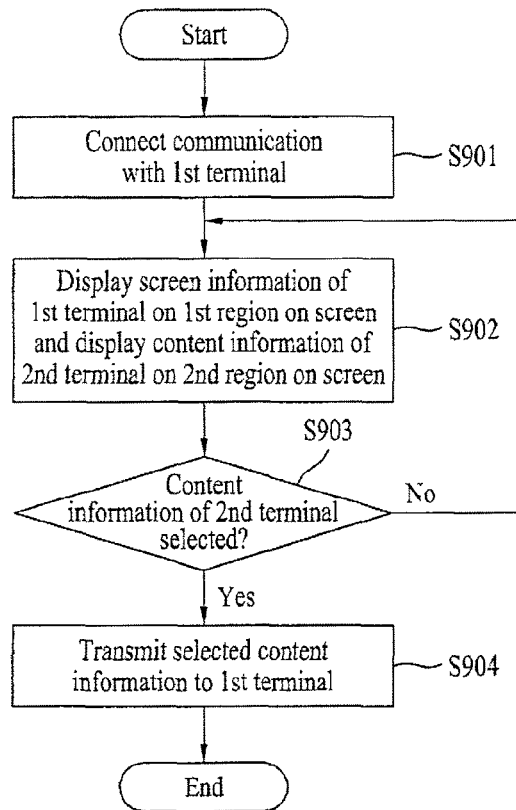 Start
Connect communication
with 1st terminal
S901
Display screen information of
1st terminal on 1st region on screen
and display content information of
2nd terminal on 2nd region on screen
S902
S903
Content
information of 2nd terminal
selected?
No
Yes
Transmit selected content
information to 1st terminal
S904
End